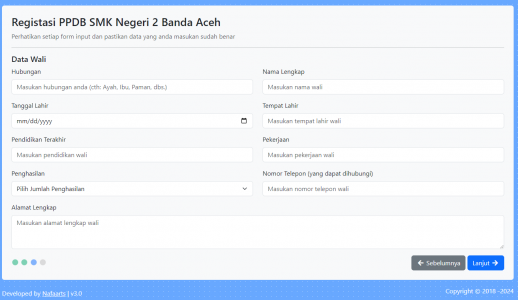 Registasi PPDB SMK Negeri 2 Banda Aceh
Perhatikan setiap form input dan pastikan data yang anda masukan sudah benar
Data Wali
Hubungan
Nama Lengkap
Masukan hubungan anda (cth: Ayah, Ibu, Paman, dbs.)
Masukan nama wali
Tanggal Lahir
Tempat Lahir
mm/dd/yyyy
Masukan tempat lahir wali
Pendidikan Terakhir
Pekerjaan
Masukan pendidikan wali
Masukan pekerjaan wali
Penghasilan
Nomor Telepon (yang dapat dihubungi)
Pilih Jumlah Penghasilan
Masukan nomor telepon wali
Alamat Lengkap
Masukan alamat lengkap wali
← Sebelumnya
Lanjut →
Developed by Nafiarts | v3.0
Copyright © 2018 -2024